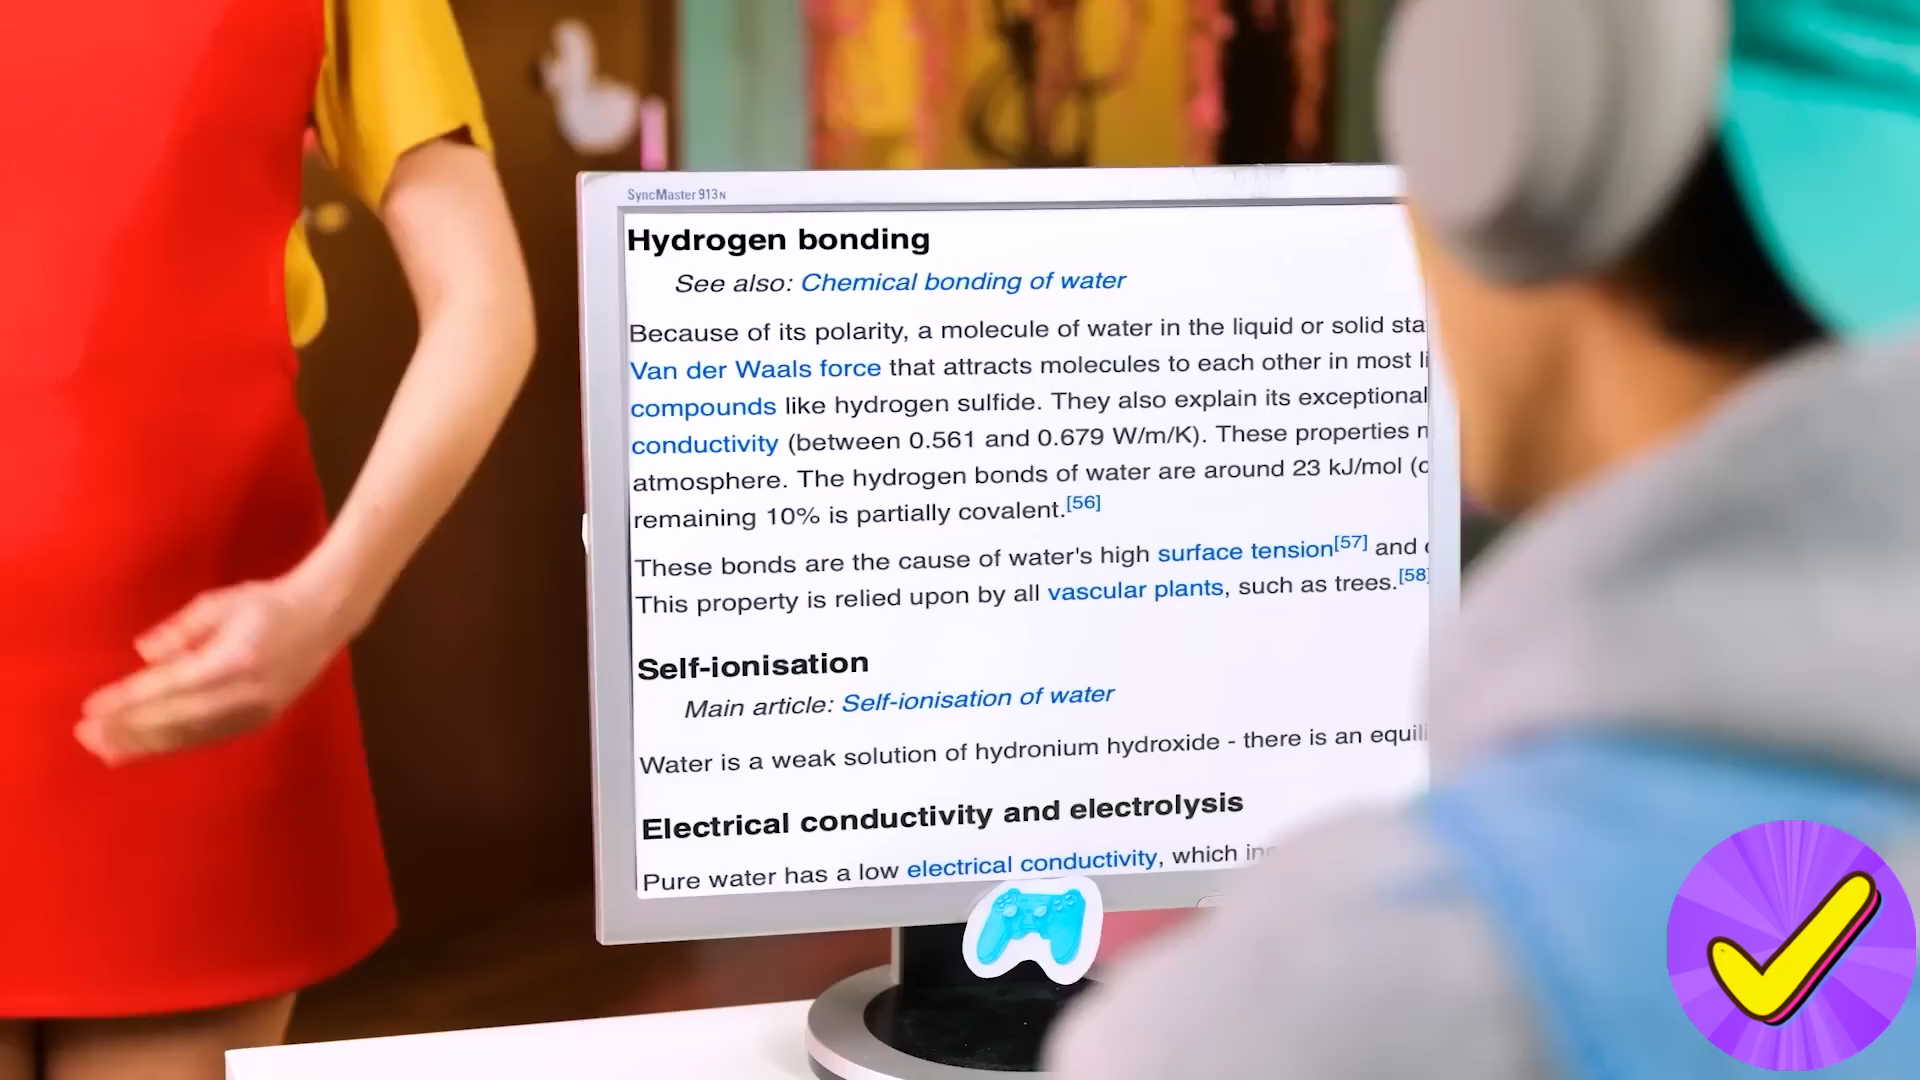 SyncMaster 913N
Hydrogen bonding
See also: Chemical bonding of water
Because of its polarity, a molecule of water in the liquid or solid
Van der Waals force that attracts molecules to each other in most
compounds like hydrogen sulfide. They also explain its exceptional
conductivity (between 0.561 and 0.679 W/m/K). These properties
atmosphere. The hydrogen bonds of water are around 23 kJ/mol
remaining 10% is partially covalent.[56]
These bonds are the cause of water's high surface tension[57] and
This property is relied upon by all vascular plants, such as trees.[58]
Self-ionisation
Main article: Self-ionisation of water
Water is a weak solution of hydronium hydroxide - there is an
Electrical conductivity and electrolysis
Pure water has a low electrical conductivity, which